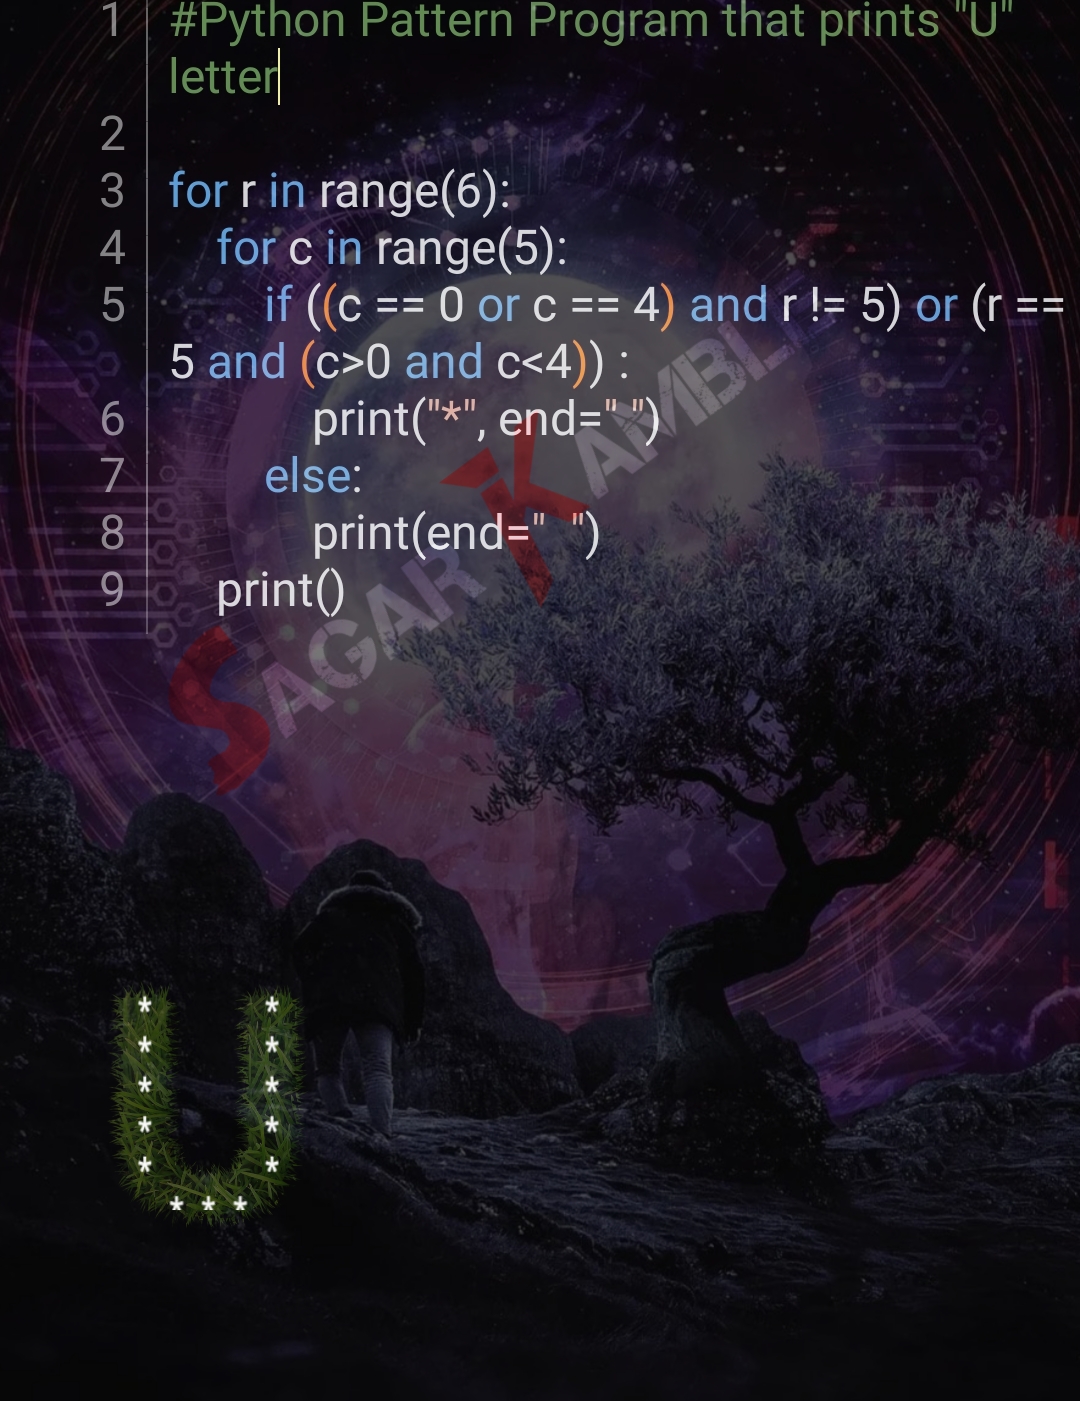 1 #Python Pattern Program that prints "U"
letter
2
3 for r in range(6):
4     for c in range(5):
5         if ((c == 0 or c == 4) and r != 5) or (r ==
5 and (c>0 and c<4)) :
6             print("*", end=" ")
7         else:
8             print(end="  ")
9     print()
SAGAR KAMBL
*       *
*       *
*       *
*       *
*       *
  * * *